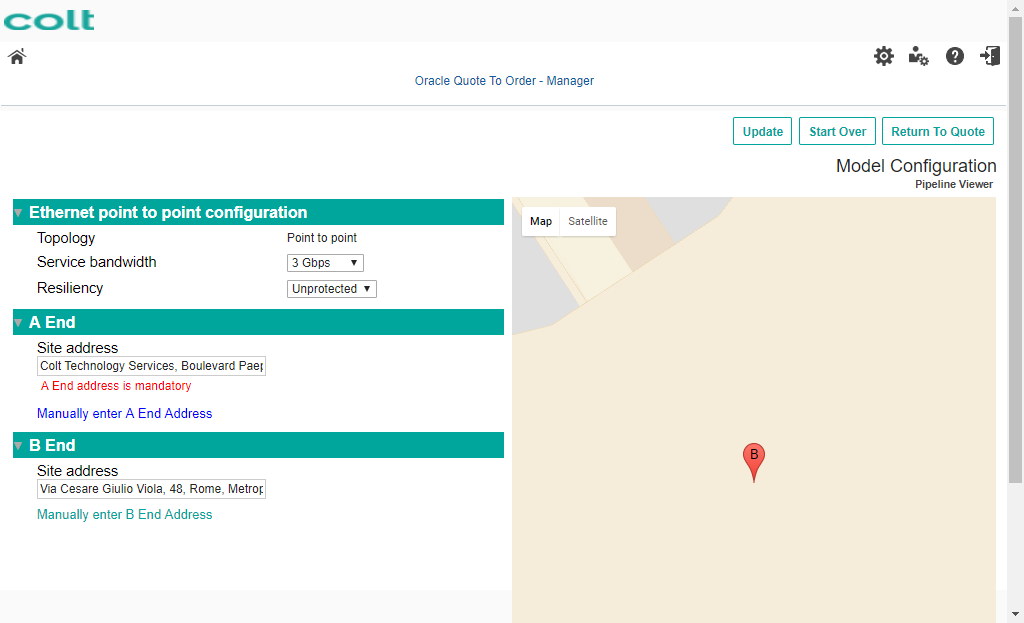 colt
Oracle Quote To Order - Manager
Update
Start Over
Return To Quote
Model Configuration
Pipeline Viewer
Ethernet point to point configuration
Topology
Point to point
Service bandwidth
3 Gbps
Resiliency
Unprotected
A End
Site address
Colt Technology Services, Boulevard Paep
A End address is mandatory
Manually enter A End Address
B End
Site address
Via Cesare Giulio Viola, 48, Rome, Metrop
Manually enter B End Address
Map
Satellite
B